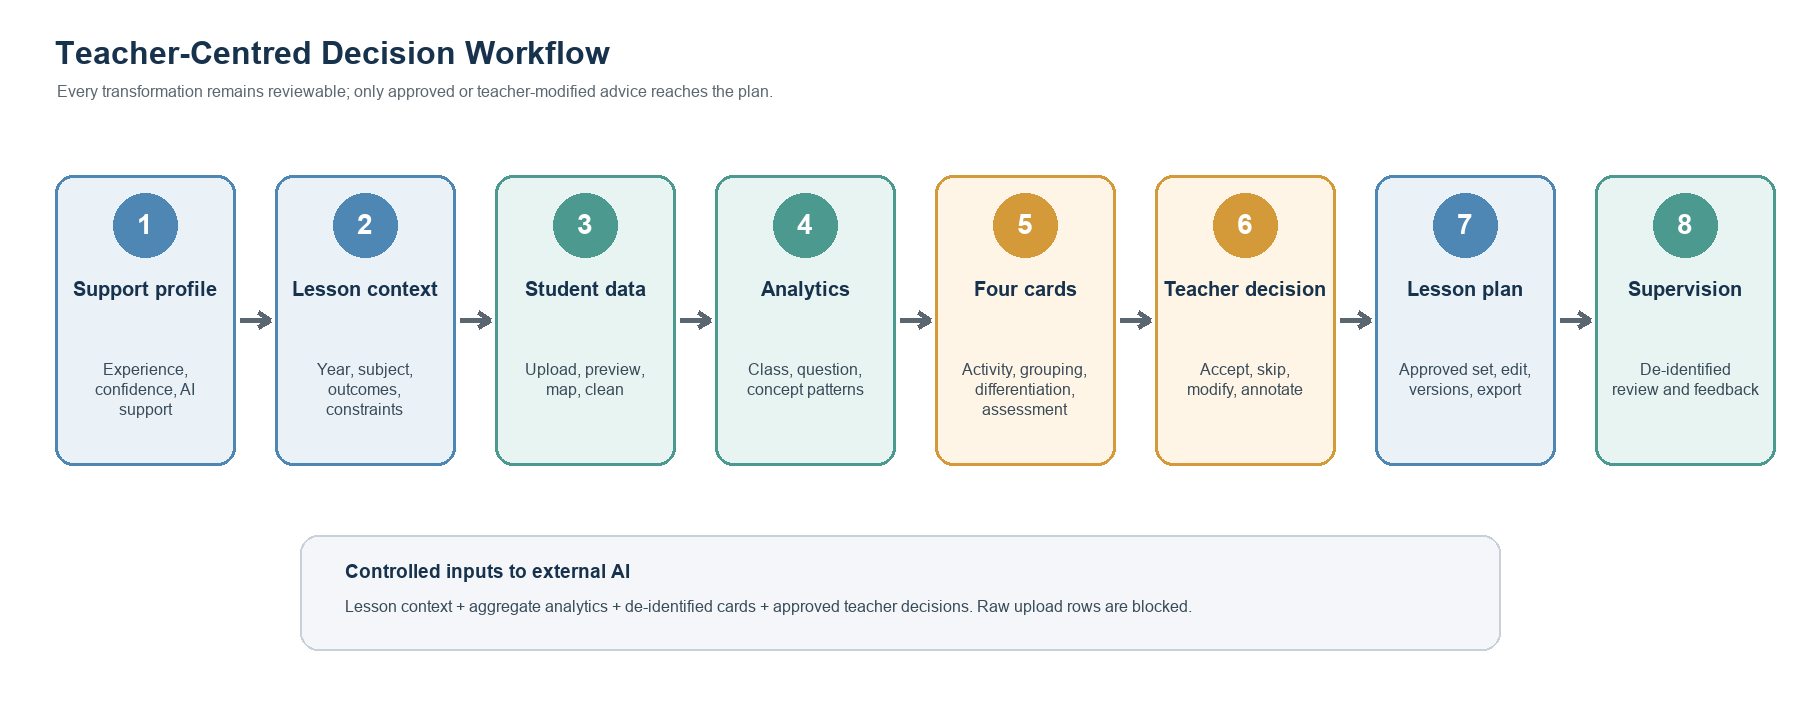 Teacher-Centred Decision Workflow
Every transformation remains reviewable; only approved or teacher-modified advice reaches the plan.
1
Support profile
Experience,
confidence, AI
support
2
Lesson context
Year, subject,
outcomes,
constraints
3
Student data
Upload, preview,
map, clean
4
Analytics
Class, question,
concept patterns
5
Four cards
Activity, grouping,
differentiation,
assessment
6
Teacher decision
Accept, skip,
modify, annotate
7
Lesson plan
Approved set, edit,
versions, export
8
Supervision
De-identified
review and feedback
Controlled inputs to external AI
Lesson context + aggregate analytics + de-identified cards + approved teacher decisions. Raw upload rows are blocked.